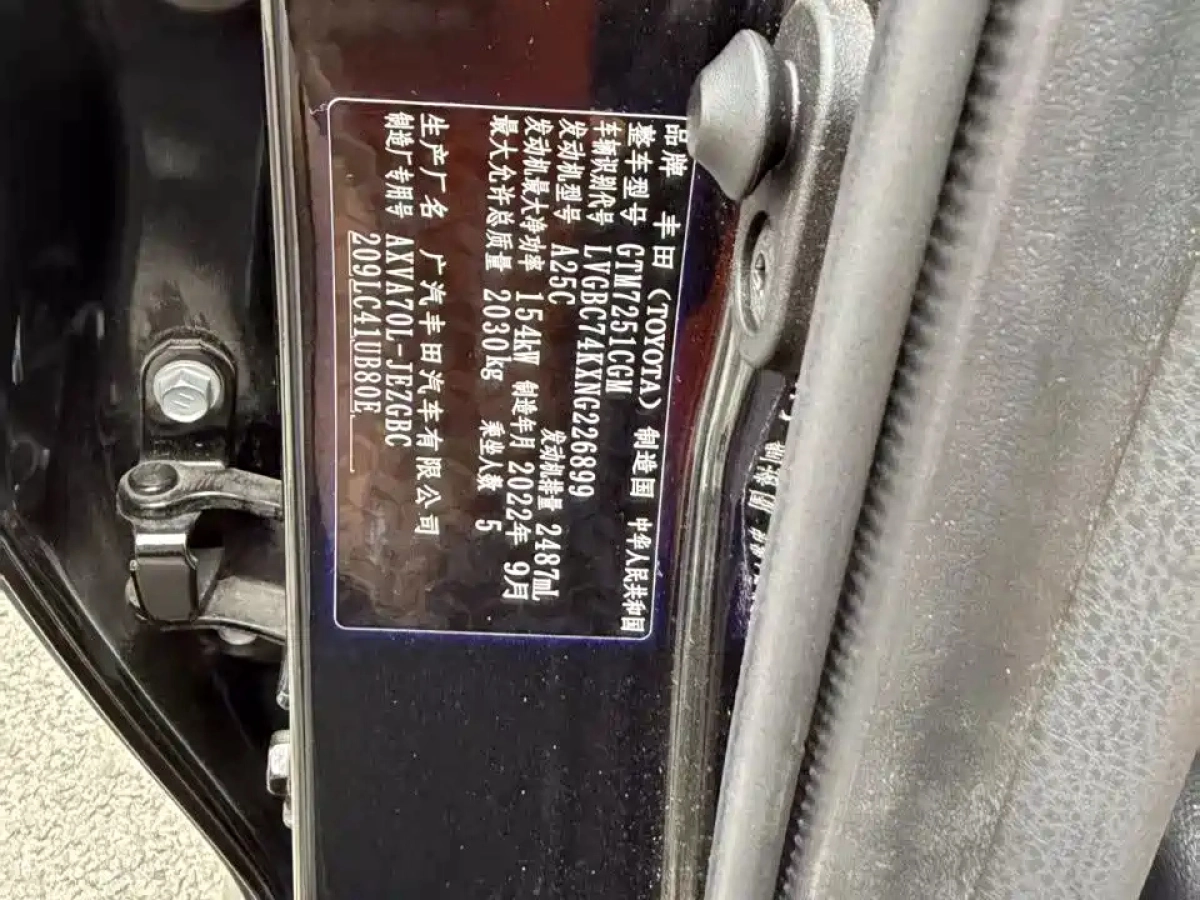 品牌 丰田（TOYOTA） 制造国 中华人民共和国
整车型号 GTM7251CGM
车辆识别代号 LVGBC74KXNG226899
发动机型号 A25C 发动机排量 2487mL
发动机最大净功率 154kW 制造年月 2022年 9月
最大允许总质量 2030kg 乘坐人数 5
生产厂名 广汽丰田汽车有限公司
制造厂专用号 AXVA70L-JEZGBC
209LC41UB80E